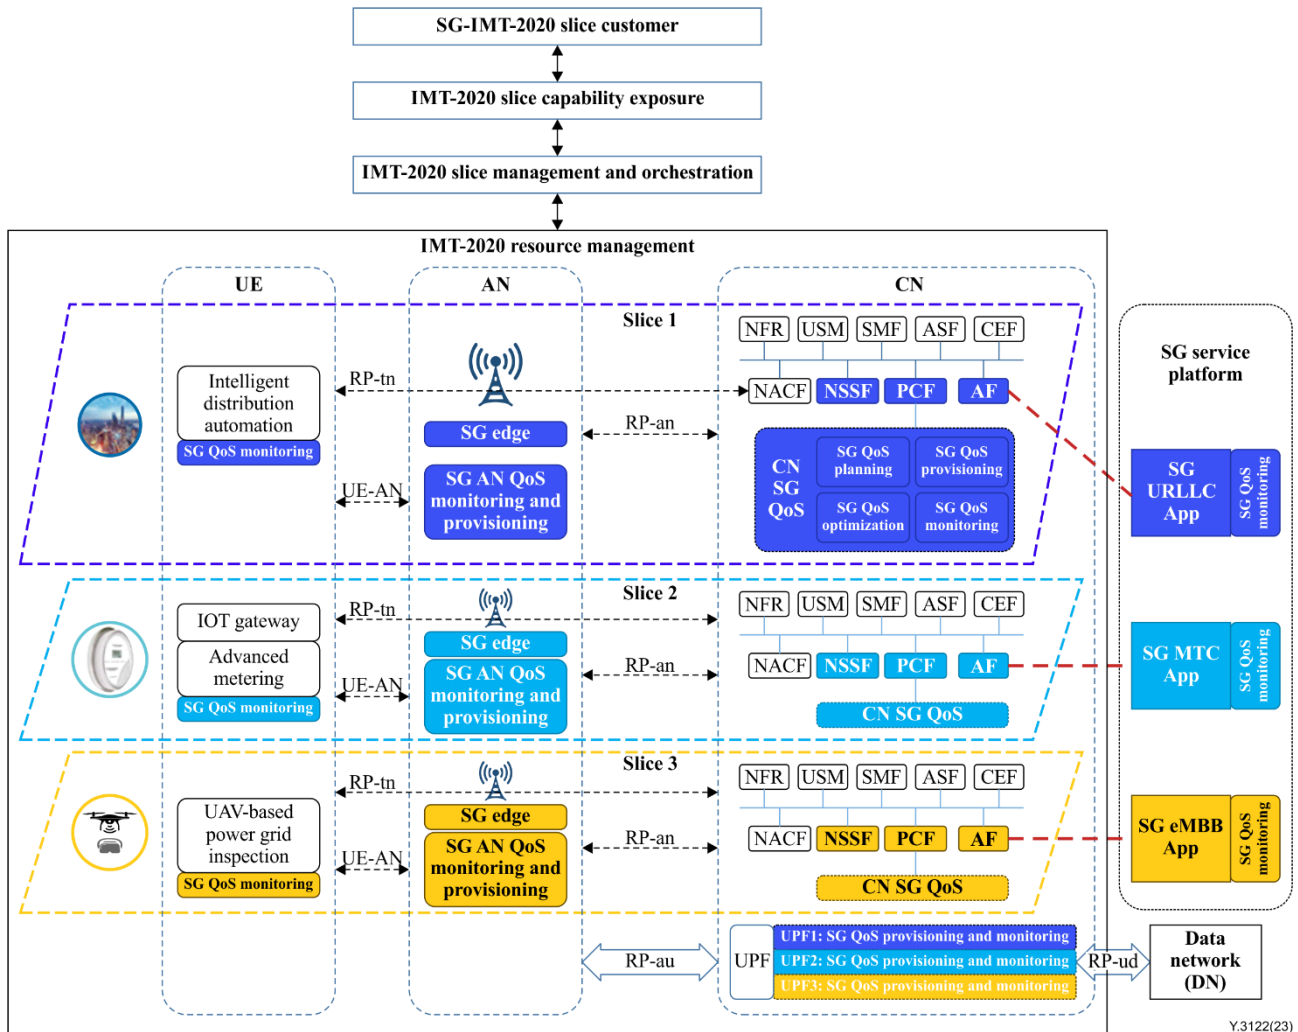 SG-IMT-2020 slice customer
IMT-2020 slice capability exposure
IMT-2020 slice management and orchestration
IMT-2020 resource management
UE
AN
CN
Slice 1
NFR
USM
SMF
ASF
CEF
RP-tn
NACF
NSSF
PCF
AF
Intelligent
distribution
automation
SG QoS monitoring
SG edge
RP-an
UE-AN
SG AN QoS
monitoring and
provisioning
CN
SG
QoS
SG QoS
planning
SG QoS
provisioning
SG QoS
optimization
SG QoS
monitoring
Slice 2
NFR
USM
SMF
ASF
CEF
RP-tn
IOT gateway
Advanced
metering
SG QoS monitoring
SG edge
RP-an
UE-AN
SG AN QoS
monitoring and
provisioning
NACF
NSSF
PCF
AF
CN SG QoS
Slice 3
NFR
USM
SMF
ASF
CEF
RP-tn
UAV-based
power grid
inspection
SG QoS monitoring
SG edge
RP-an
UE-AN
SG AN QoS
monitoring and
provisioning
NACF
NSSF
PCF
AF
CN SG QoS
SG service
platform
SG
URLLC
App
SG QoS
monitoring
SG MTC
App
SG QoS
monitoring
SG eMBB
App
SG QoS
monitoring
RP-au
UPF
UPF1: SG QoS provisioning and monitoring
UPF2: SG QoS provisioning and monitoring
UPF3: SG QoS provisioning and monitoring
RP-ud
Data
network
(DN)
Y.3122(23)